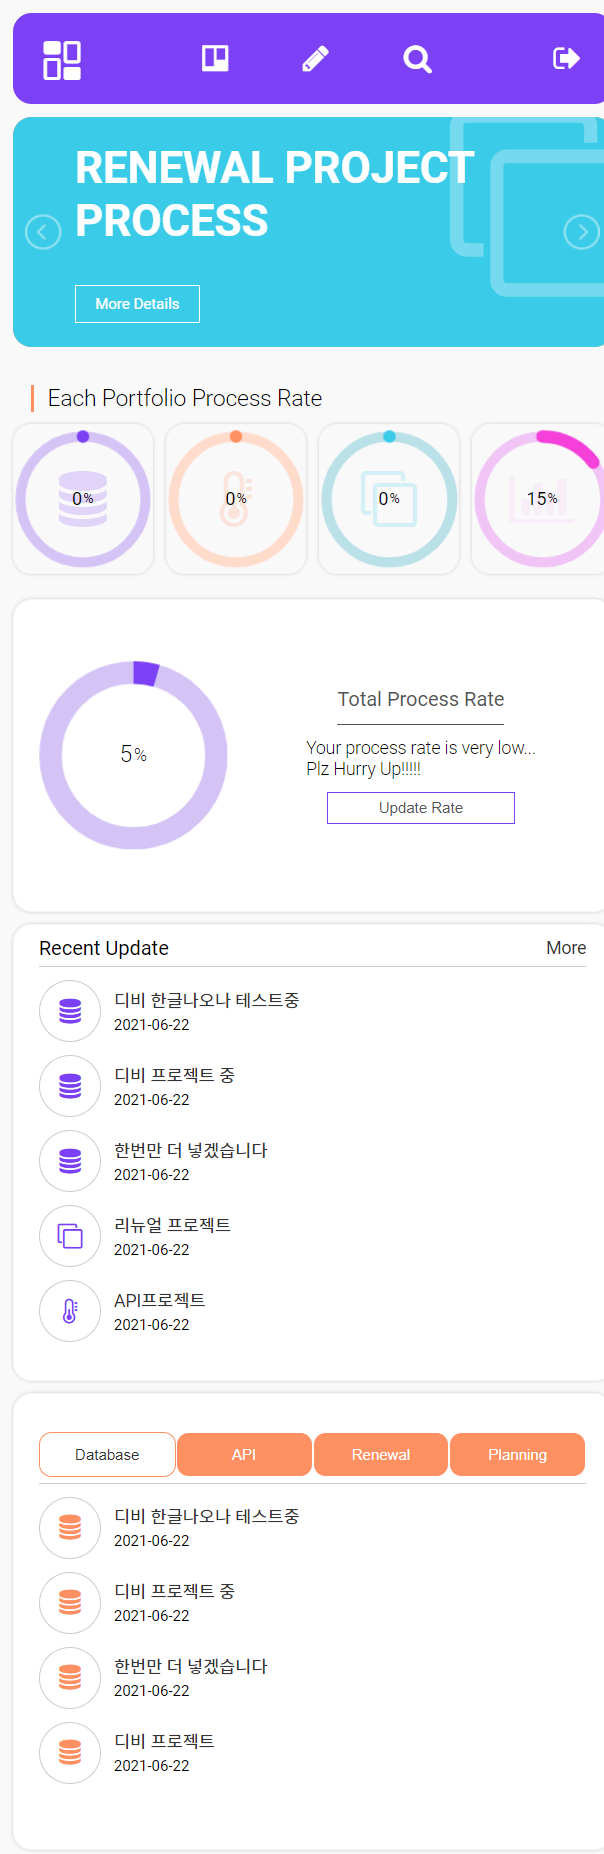 RENEWAL PROJECT
PROCESS
More Details
Each Portfolio Process Rate
0% 0% 0% 15%
5%
Total Process Rate
Your process rate is very low...
Plz Hurry Up!!!!!
Update Rate
Recent Update More
디비 한글나오나 테스트중
2021-06-22
디비 프로젝트 중
2021-06-22
한번만 더 넣겠습니다
2021-06-22
리뉴얼 프로젝트
2021-06-22
API프로젝트
2021-06-22
Database API Renewal Planning
디비 한글나오나 테스트중
2021-06-22
디비 프로젝트 중
2021-06-22
한번만 더 넣겠습니다
2021-06-22
디비 프로젝트
2021-06-22